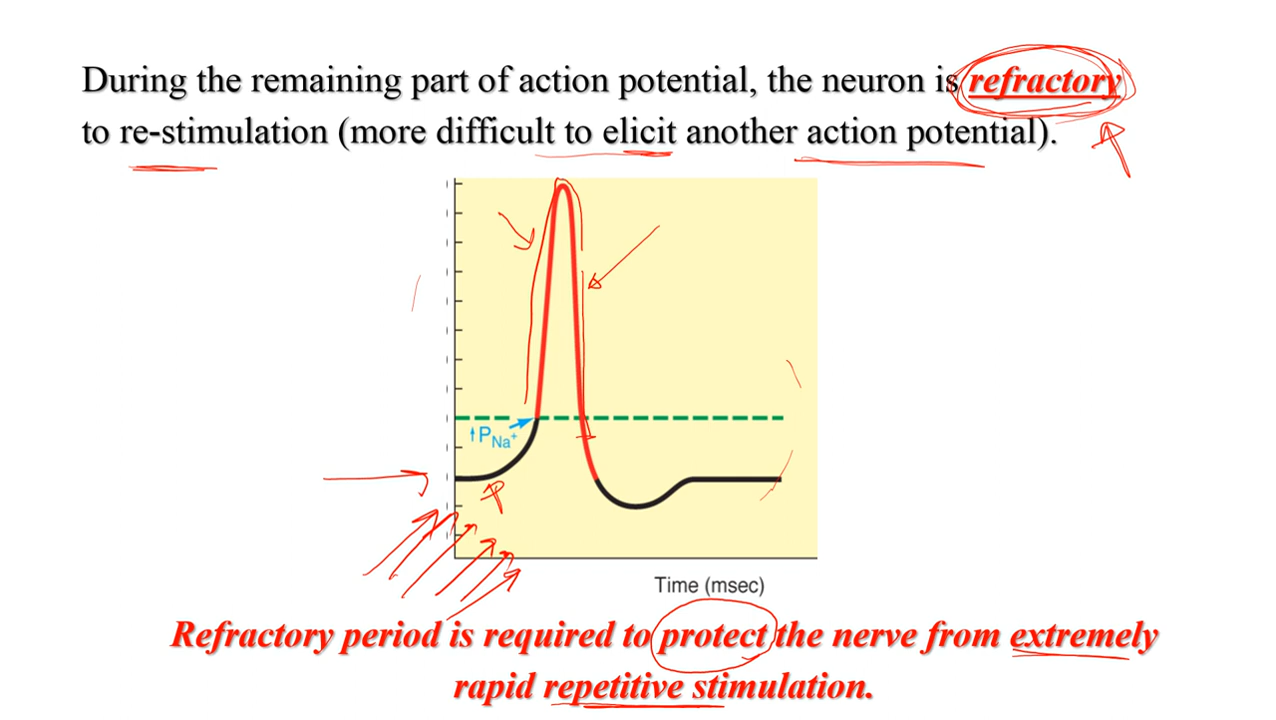 During the remaining part of action potential, the neuron is refractory
to re-stimulation (more difficult to elicit another action potential).
↑PNa+
Time (msec)
Refractory period is required to protect the nerve from extremely
rapid repetitive stimulation.